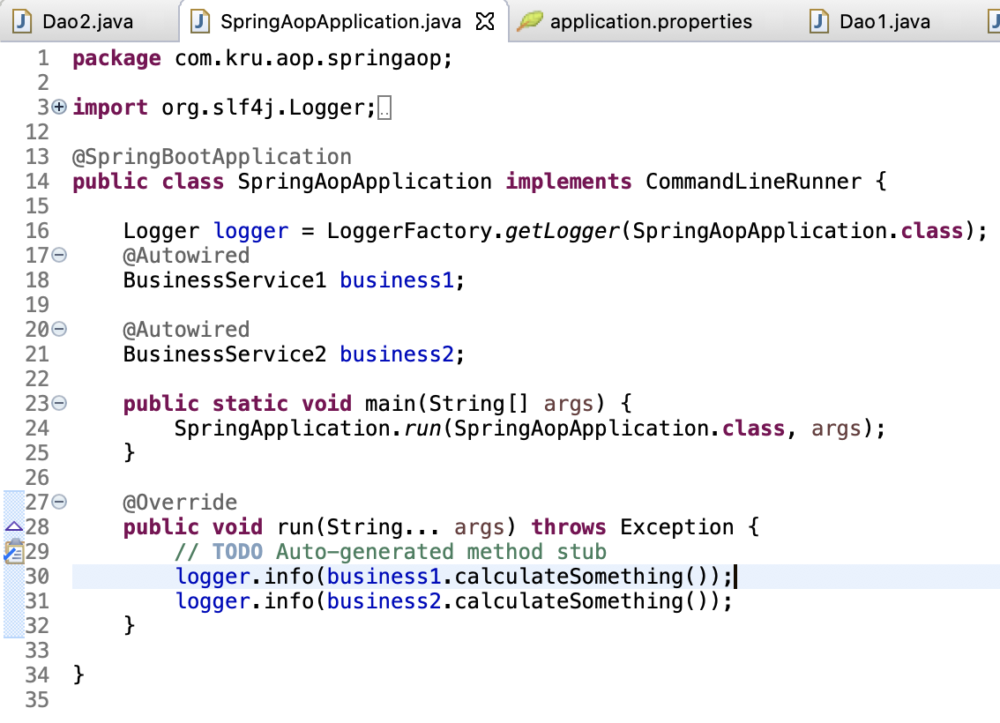 Dao2.java SpringAopApplication.java application.properties Dao1.java
1 package com.kru.aop.springaop;
2
3 import org.slf4j.Logger;
12
13 @SpringBootApplication
14 public class SpringAopApplication implements CommandLineRunner {
15
16 Logger logger = LoggerFactory.getLogger(SpringAopApplication.class);
17 @Autowired
18 BusinessService1 business1;
19
20 @Autowired
21 BusinessService2 business2;
22
23 public static void main(String[] args) {
24 SpringApplication.run(SpringAopApplication.class, args);
25 }
26
27 @Override
28 public void run(String... args) throws Exception {
29 // TODO Auto-generated method stub
30 logger.info(business1.calculateSomething());
31 logger.info(business2.calculateSomething());
32 }
33
34 }
35